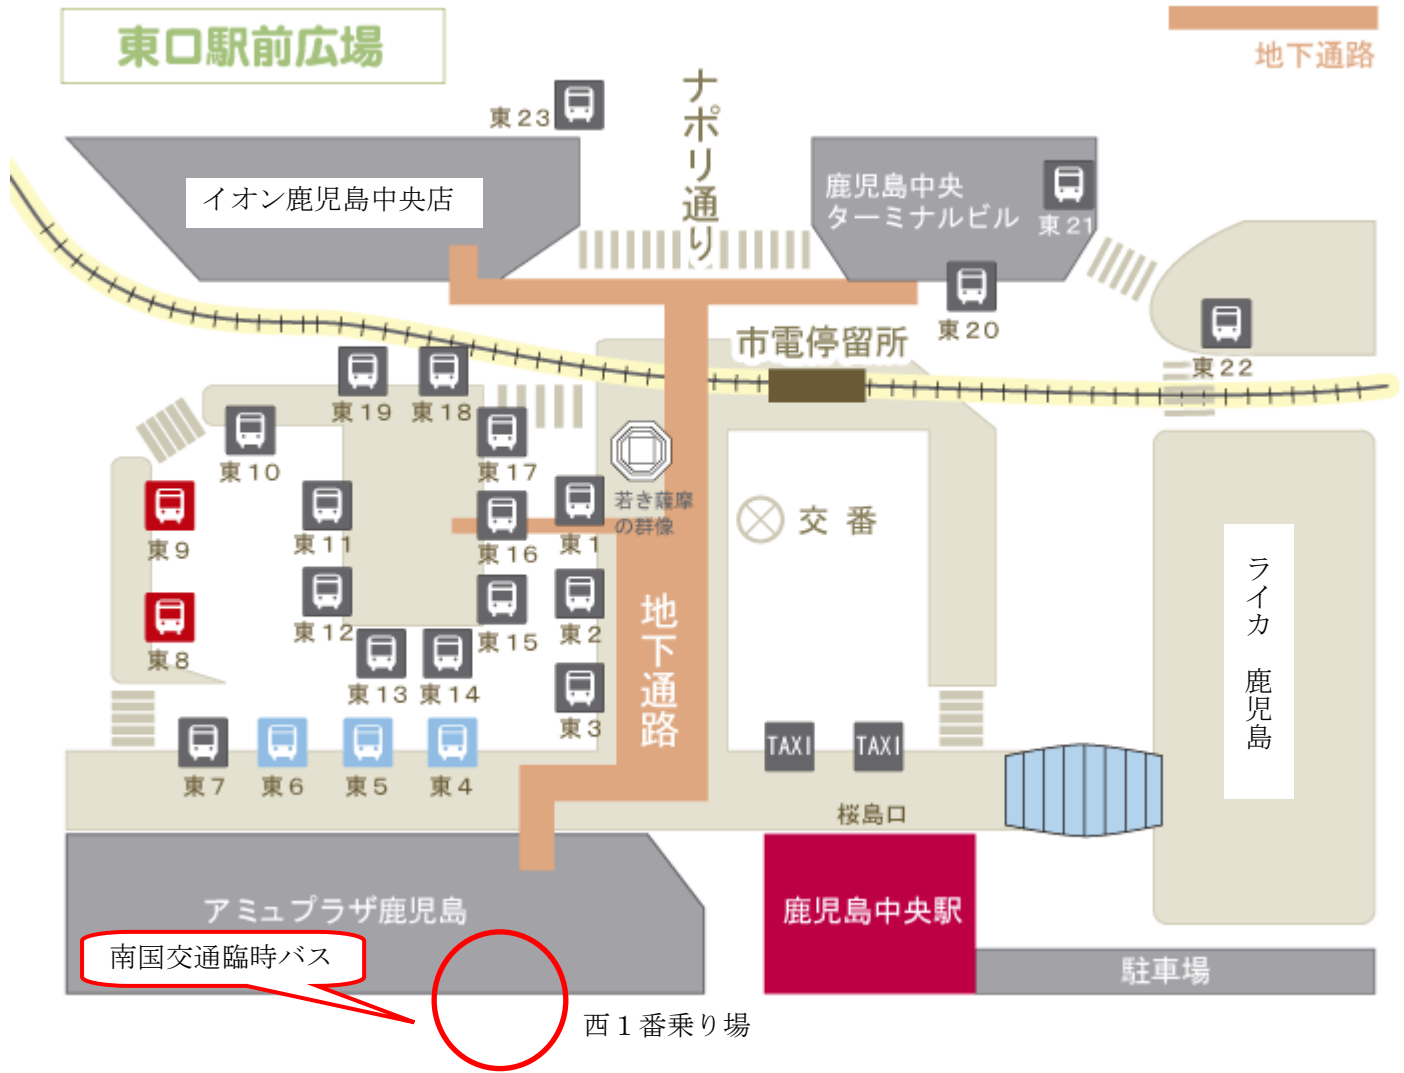 東口駅前広場
地下通路
ナポリ通り
東23
イオン鹿児島中央店
鹿児島中央
ターミナルビル
東21
東20
東22
市電停留所
東19
東18
東17
東10
若き薩摩
の群像
交番
東9
東11
東16
東1
東8
東12
東15
東2
地下通路
ライカ 鹿児島
東13
東14
東3
TAXI
TAXI
東7
東6
東5
東4
桜島口
アミュプラザ鹿児島
鹿児島中央駅
南国交通臨時バス
駐車場
西1番乗り場